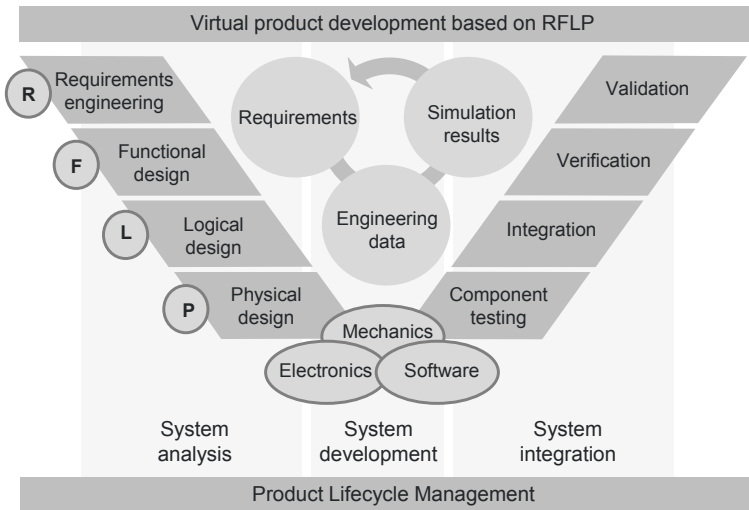 Virtual product development based on RFLP
R
Requirements
engineering
F
Functional
design
L
Logical
design
P
Physical
design
Requirements
Simulation
results
Engineering
data
Validation
Verification
Integration
Component
testing
Mechanics
Electronics
Software
System
analysis
System
development
System
integration
Product Lifecycle Management